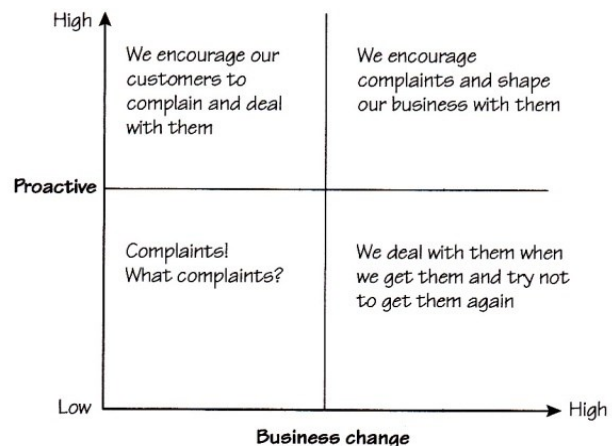 High
We encourage our
customers to
complain and deal
with them
We encourage
complaints and shape
our business with them
Proactive
Complaints!
What complaints?
We deal with them when
we get them and try not
to get them again
Low
High
Business change